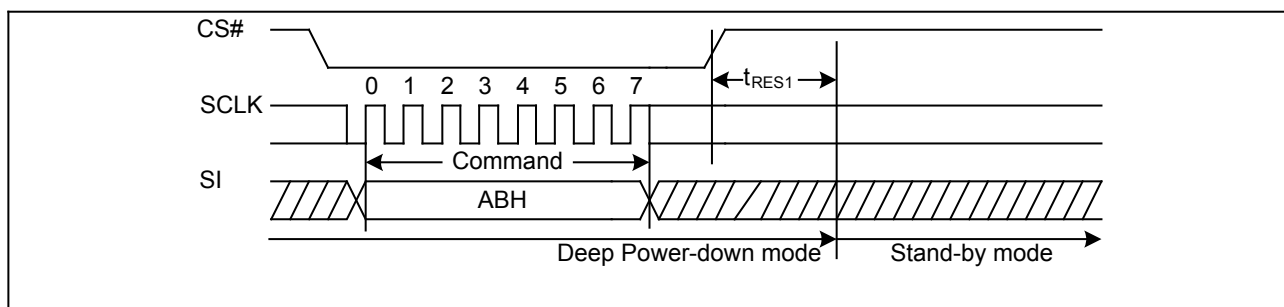 CS#
tRES1
0 1 2 3 4 5 6 7
SCLK
Command
SI
ABH
Deep Power-down mode Stand-by mode